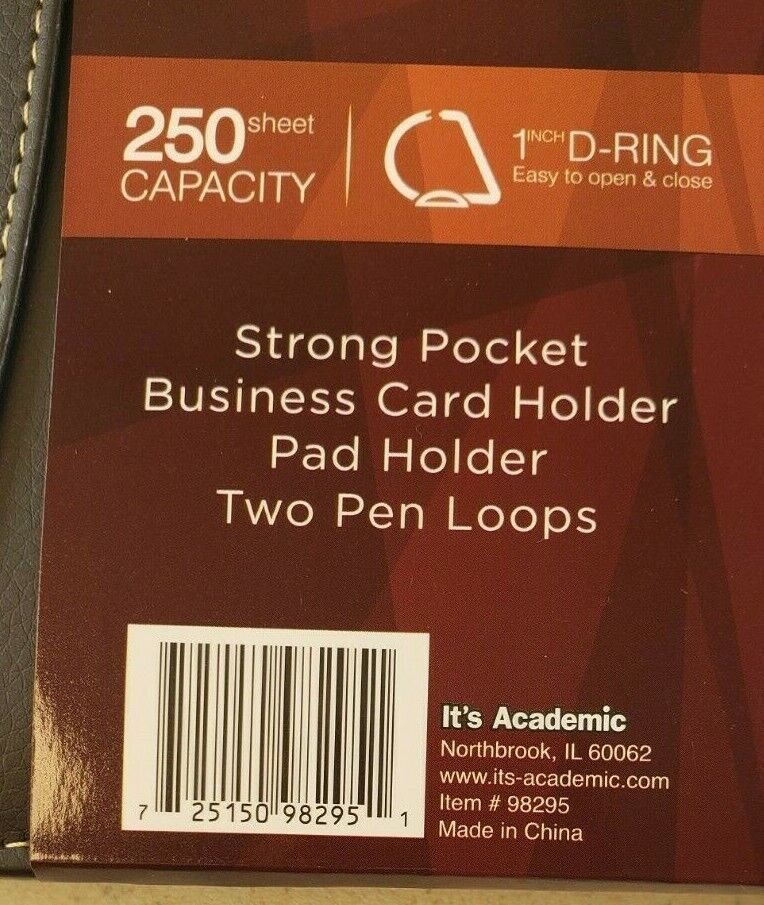 250 sheet
CAPACITY
1 INCH D-RING
Easy to open & close
Strong Pocket
Business Card Holder
Pad Holder
Two Pen Loops
7 25150 98295 1
It's Academic
Northbrook, IL 60062
www.its-academic.com
Item # 98295
Made in China